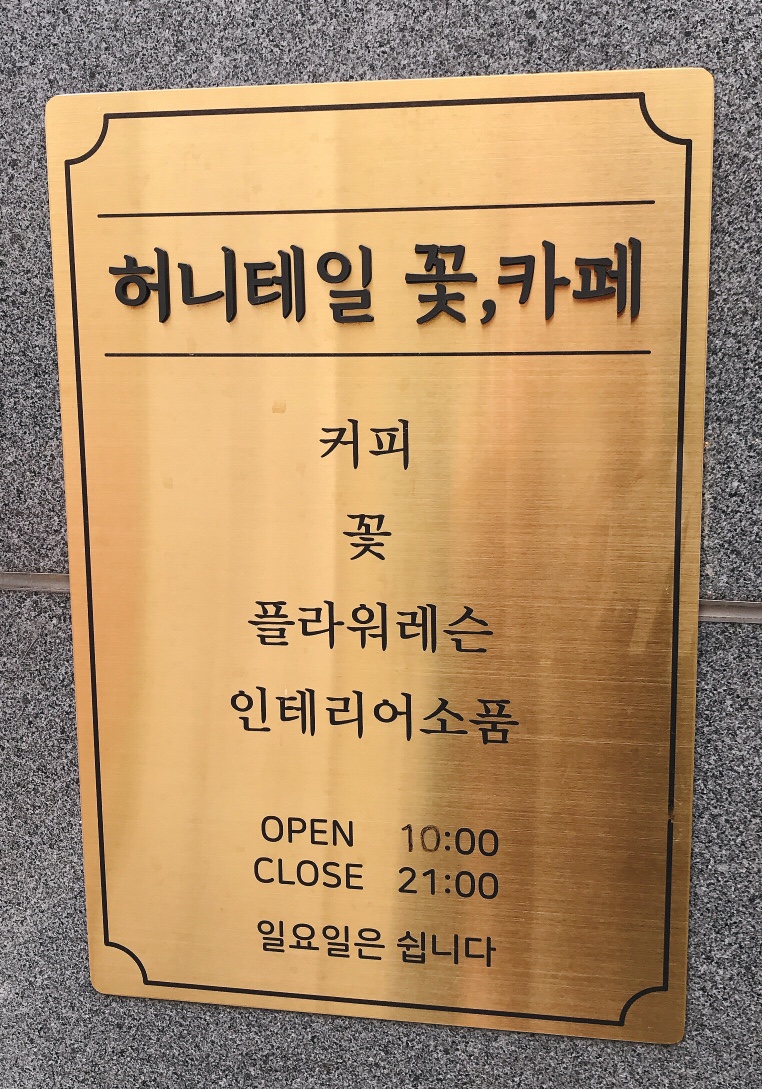 허니테일 꽃,카페
커피
꽃
플라워레슨
인테리어소품
OPEN 10:00
CLOSE 21:00
일요일은 쉽니다